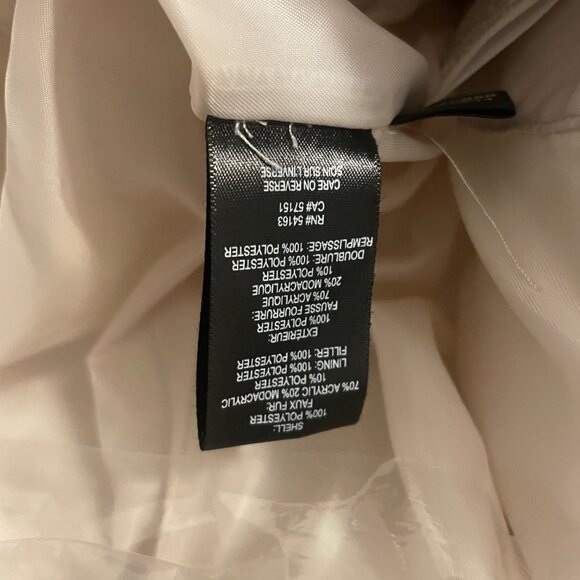 SHELL:
100% POLYESTER
FAUX FUR:
70% ACRYLIC 20% MODACRYLIC
10% POLYESTER
LINING: 100% POLYESTER
FILLER: 100% POLYESTER
EXTÉRIEUR:
100% POLYESTER
FAUSSE FOURRURE:
70% ACRYLIQUE
20% MODACRYLIQUE
10% POLYESTER
DOUBLURE: 100% POLYESTER
REMPLISSAGE: 100% POLYESTER
RN# 54163
CA# 57151
CARE ON REVERSE
SOIN SUR L'INVERSE